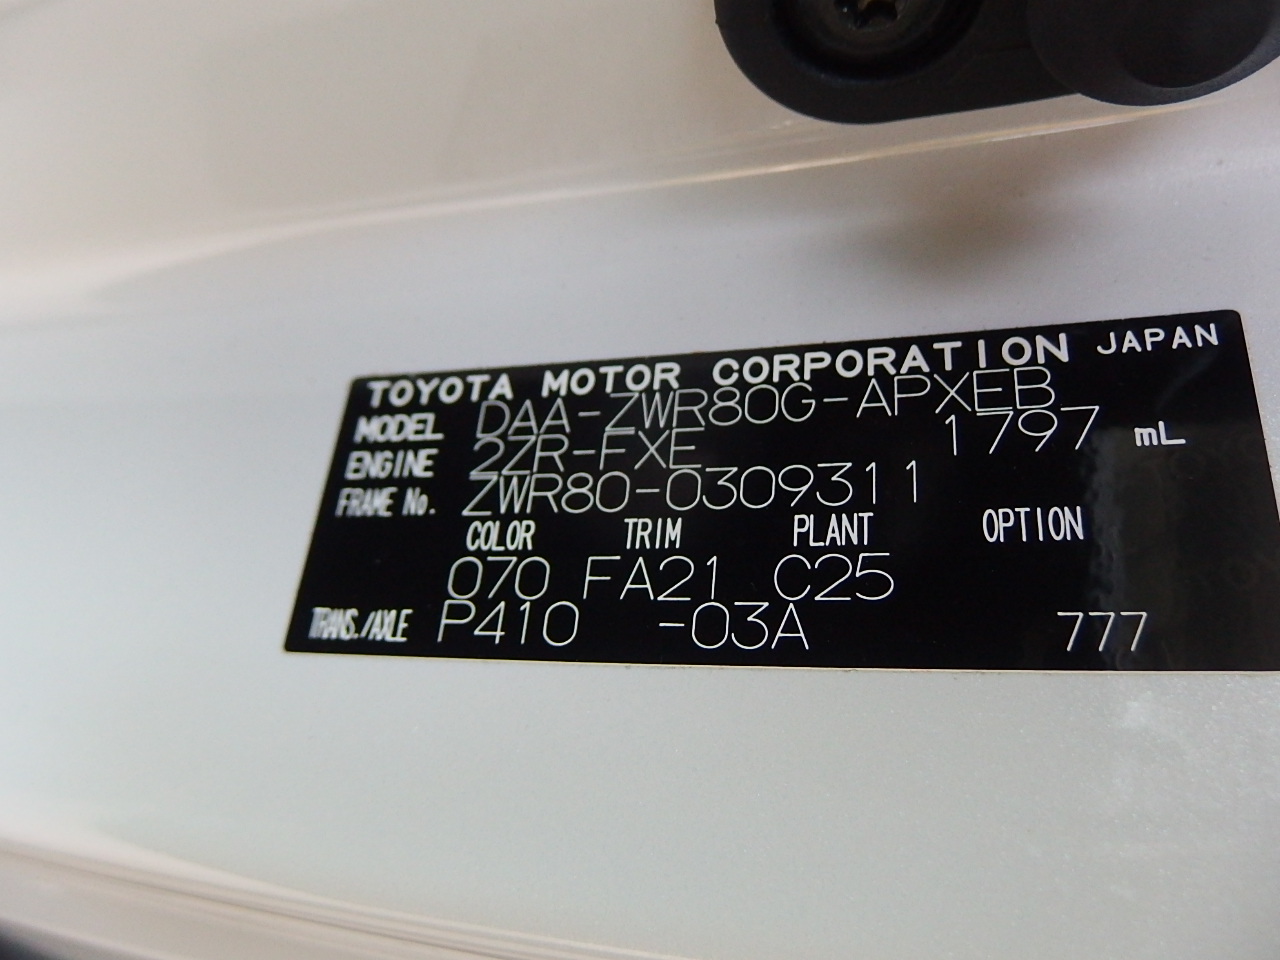 TOYOTA MOTOR CORPORATION JAPAN
MODEL DAA-ZWR80G-APXEB
ENGINE 2ZR-FXE 1797 mL
FRAME No. ZWR80-0309311
COLOR TRIM PLANT OPTION
070 FA21 C25
TRANS./AXLE P410 -03A 777